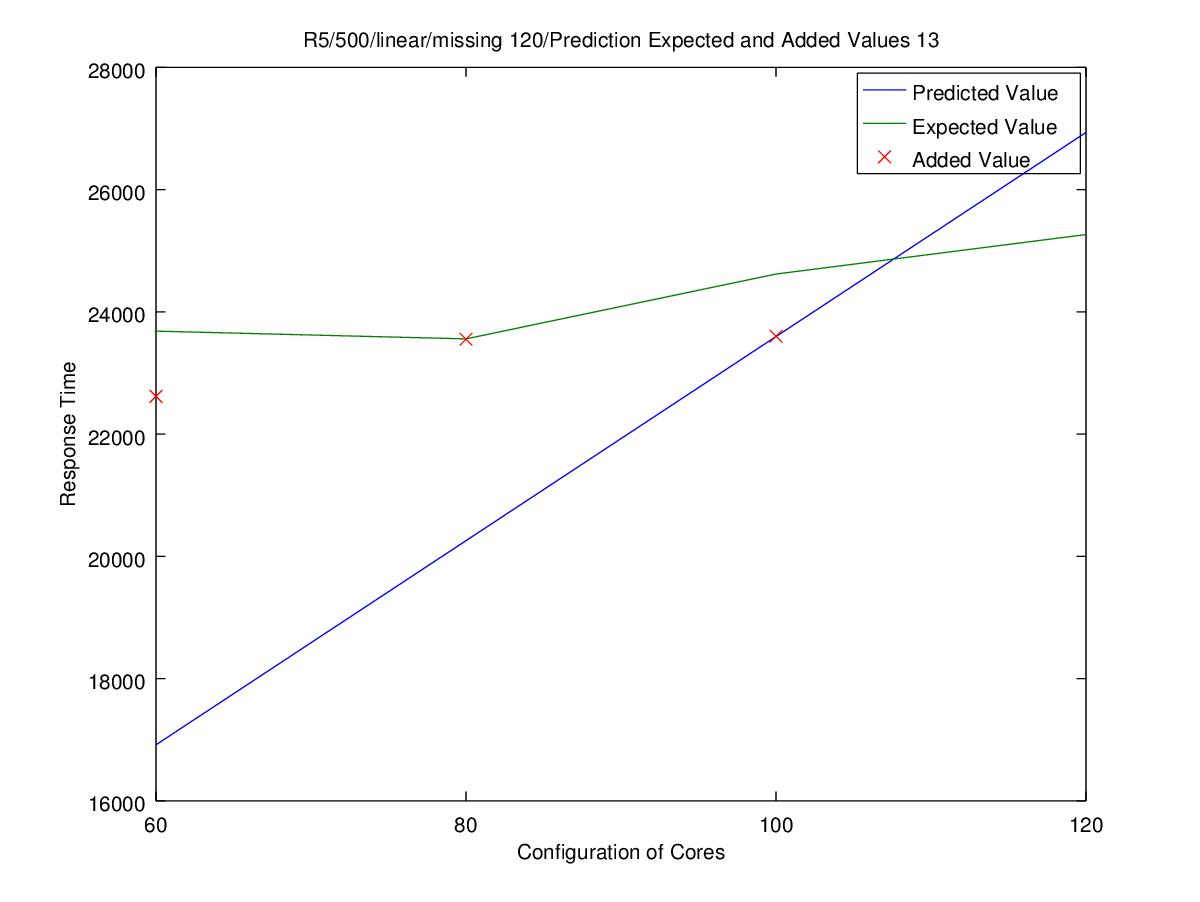 R5/500/linear/missing 120/Prediction Expected and Added Values 13
28000
26000
24000
22000
20000
18000
16000
Predicted Value
Expected Value
Added Value
Response Time
60 80 100 120
Configuration of Cores